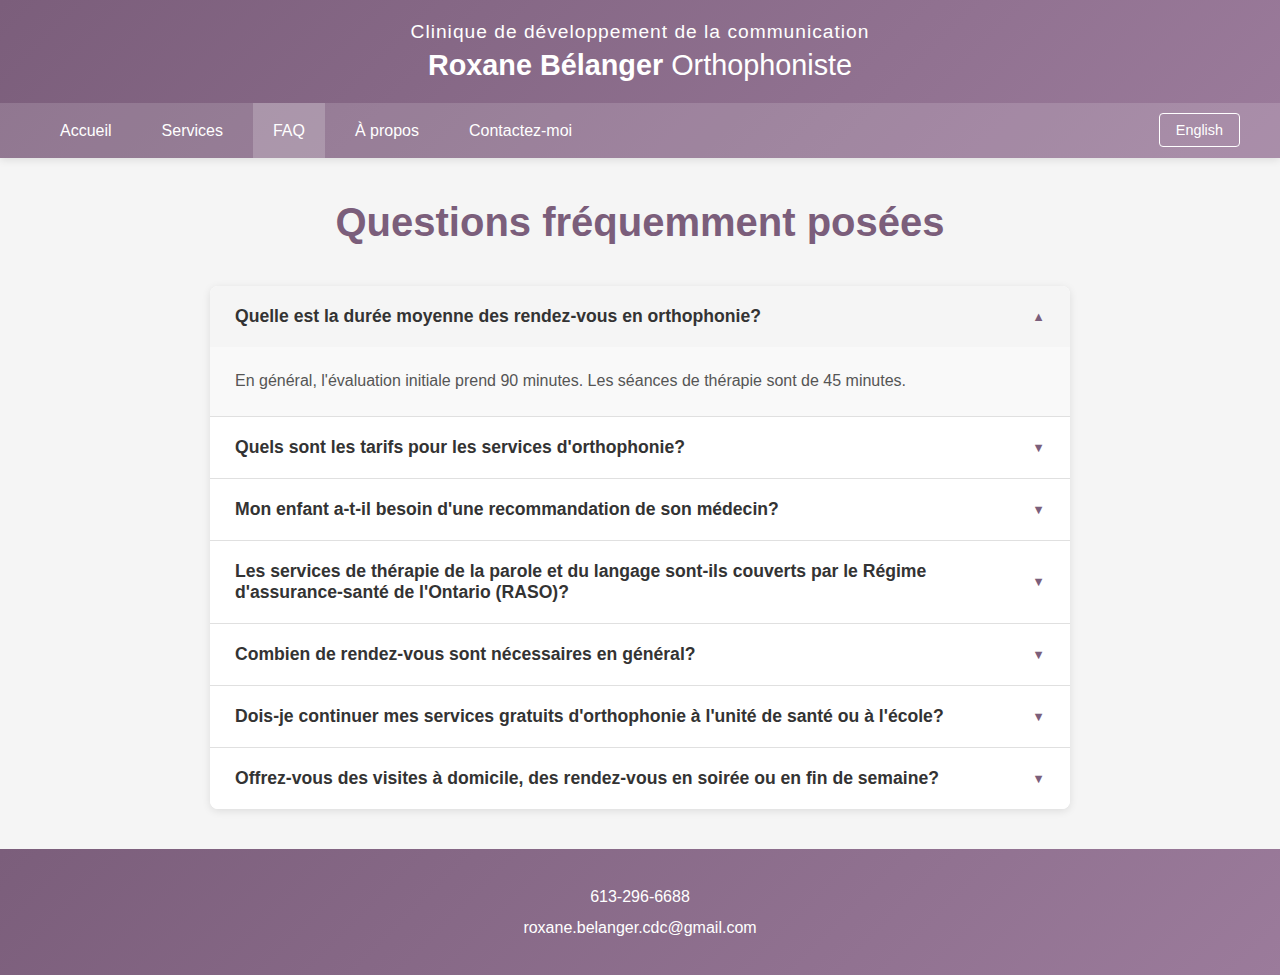 Clinique de développement de la communication
Roxane Bélanger Orthophoniste
Accueil
Services
FAQ
À propos
Contactez-moi
English
Questions fréquemment posées
Quelle est la durée moyenne des rendez-vous en orthophonie?
En général, l'évaluation initiale prend 90 minutes. Les séances de thérapie sont de 45 minutes.
Quels sont les tarifs pour les services d'orthophonie?
Mon enfant a-t-il besoin d'une recommandation de son médecin?
Les services de thérapie de la parole et du langage sont-ils couverts par le Régime
d'assurance-santé de l'Ontario (RASO)?
Combien de rendez-vous sont nécessaires en général?
Dois-je continuer mes services gratuits d'orthophonie à l'unité de santé ou à l'école?
Offrez-vous des visites à domicile, des rendez-vous en soirée ou en fin de semaine?
613-296-6688
roxane.belanger.cdc@gmail.com